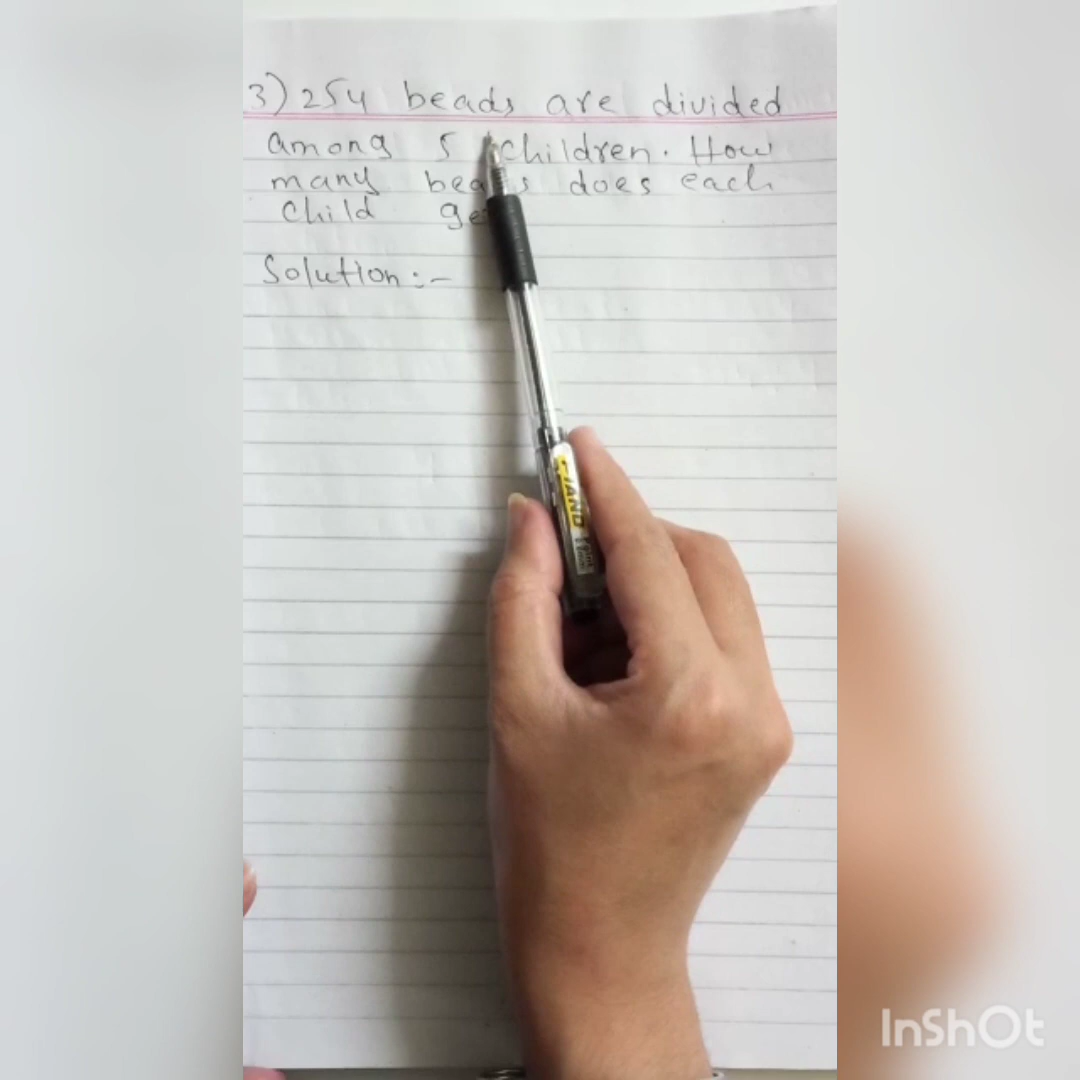 3) 254 beads are divided
among 5 children. How
many does each
child
Solution :-
InShOt